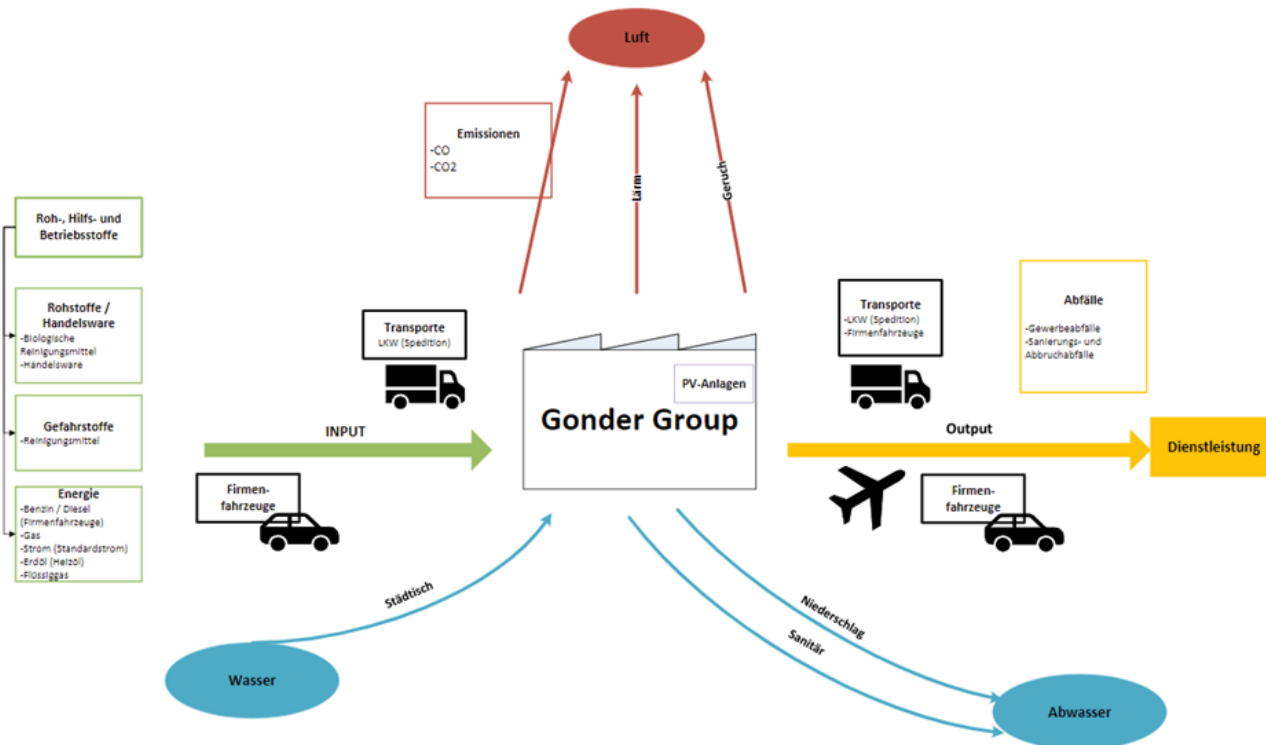 Luft
Emissionen
-CO
-CO2
Lärm
Geruch
Roh-, Hilfs- und
Betriebsstoffe
Rohstoffe /
Handelsware
-Biologische
Reinigungsmittel
-Handelsware
Gefahrstoffe
-Reinigungsmittel
Energie
-Benzin / Diesel
(Firmenfahrzeuge)
-Gas
-Strom (Standardstrom)
-Erdöl (Heizöl)
-Flüssiggas
Transporte
LKW (Spedition)
INPUT
Firmen-
fahrzeuge
PV-Anlagen
Gonder Group
Transporte
-LKW (Spedition)
-Firmenfahrzeuge
Abfälle
-Gewerbeabfälle
-Sanierungs- und
Abbruchabfälle
Output
Dienstleistung
Firmen-
fahrzeuge
Städtisch
Wasser
Niederschlag
Sanitär
Abwasser